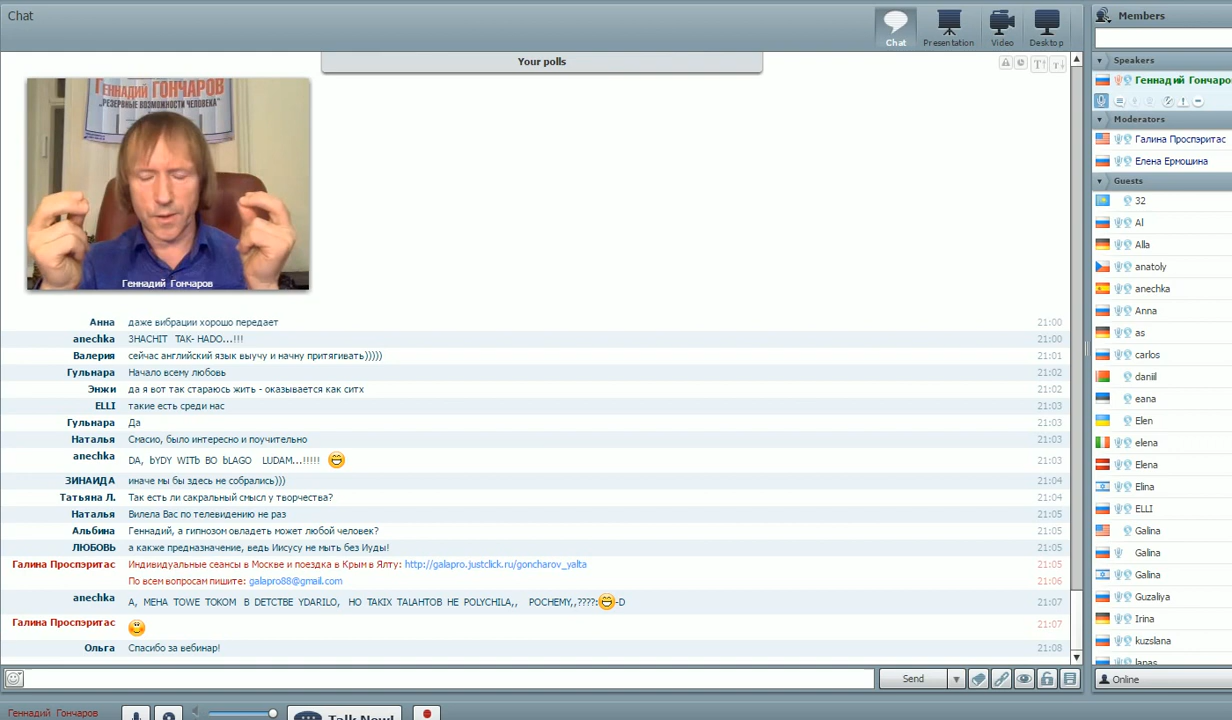 Chat
Chat
Presentation
Video
Desktop
Members
Your polls
ГЕННАДИЙ ГОНЧАРОВ
"РЕЗЕРВНЫЕ ВОЗМОЖНОСТИ ЧЕЛОВЕКА"
Геннадий Гончаров
Анна даже вибрации хорошо передает 21:00
anechka ЗНАСНІТ ТАК- НАDO...!!! 21:00
Валерия сейчас английский язык выучу и начну притягивать))))) 21:01
Гульнара Начало всему любовь 21:02
Энжи да я вот так стараюсь жить - оказывается как ситх 21:02
ELLI такие есть среди нас 21:03
Гульнара Да 21:03
Наталья Смасио, было интересно и поучительно 21:03
anechka DA, bYDY WITb BO bLAGO LUDAM...!!!!! 21:03
ЗИНАИДА иначе мы бы здесь не собрались))) 21:04
Татьяна Л. Так есть ли сакральный смысл у творчества? 21:04
Наталья Вилела Вас по телевидению не раз 21:05
Альбина Геннадий, а гипнозом овладеть может любой человек? 21:05
ЛЮБОВЬ а какже предназначение, ведь Иисусу не мыть без Иуды! 21:05
Галина Проспэритас Индивидуальные сеансы в Москве и поездка в Крым в Ялту: http://galapro.justclick.ru/goncharov_yalta 21:05
По всем вопросам пишите: galapro88@gmail.com 21:06
anechka A, MEHA TOWE TOKOM B DETCTBE YDARILO, HO TAKIX TALAHTOB HE POLYCHILA,, POCHEMY,,????:-D 21:07
Галина Проспэритас 21:07
Ольга Спасибо за вебинар! 21:08
Send
Геннадий Гончаров
Talk Now!
Speakers
Геннадий Гончаро
Moderators
Галина Проспэритас
Елена Ермошина
Guests
32
Al
Alla
anatoly
anechka
Anna
as
carlos
daniil
eana
Elen
elena
Elena
Elina
ELLI
Galina
Galina
Galina
Guzaliya
Irina
kuzslana
lanas
Online